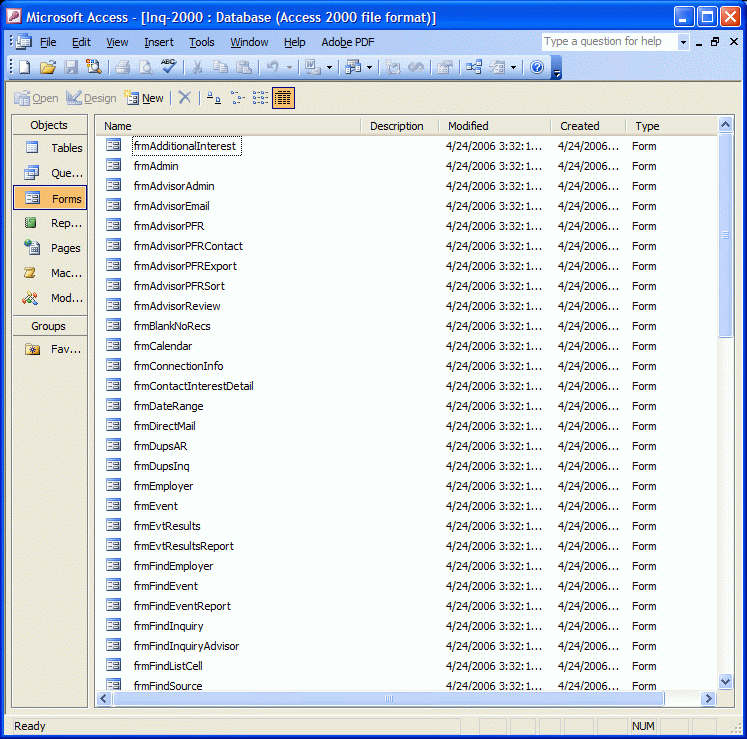 Microsoft Access - [Inq-2000 : Database (Access 2000 file format)]
File Edit View Insert Tools Window Help Adobe PDF Type a question for help
Open Design New
Objects
Tables
Que...
Forms
Rep...
Pages
Mac...
Mod...
Groups
Fav...
Name Description Modified Created Type
frmAdditionalInterest 4/24/2006 3:32:1... 4/24/2006... Form
frmAdmin 4/24/2006 3:32:1... 4/24/2006... Form
frmAdvisorAdmin 4/24/2006 3:32:1... 4/24/2006... Form
frmAdvisorEmail 4/24/2006 3:32:1... 4/24/2006... Form
frmAdvisorPFR 4/24/2006 3:32:1... 4/24/2006... Form
frmAdvisorPFRContact 4/24/2006 3:32:1... 4/24/2006... Form
frmAdvisorPFRExport 4/24/2006 3:32:1... 4/24/2006... Form
frmAdvisorPFRSort 4/24/2006 3:32:1... 4/24/2006... Form
frmAdvisorReview 4/24/2006 3:32:1... 4/24/2006... Form
frmBlankNoRecs 4/24/2006 3:32:1... 4/24/2006... Form
frmCalendar 4/24/2006 3:32:1... 4/24/2006... Form
frmConnectionInfo 4/24/2006 3:32:1... 4/24/2006... Form
frmContactInterestDetail 4/24/2006 3:32:1... 4/24/2006... Form
frmDateRange 4/24/2006 3:32:1... 4/24/2006... Form
frmDirectMail 4/24/2006 3:32:1... 4/24/2006... Form
frmDupsAR 4/24/2006 3:32:1... 4/24/2006... Form
frmDupsInq 4/24/2006 3:32:1... 4/24/2006... Form
frmEmployer 4/24/2006 3:32:1... 4/24/2006... Form
frmEvent 4/24/2006 3:32:1... 4/24/2006... Form
frmEvtResults 4/24/2006 3:32:1... 4/24/2006... Form
frmEvtResultsReport 4/24/2006 3:32:1... 4/24/2006... Form
frmFindEmployer 4/24/2006 3:32:1... 4/24/2006... Form
frmFindEvent 4/24/2006 3:32:1... 4/24/2006... Form
frmFindEventReport 4/24/2006 3:32:1... 4/24/2006... Form
frmFindInquiry 4/24/2006 3:32:1... 4/24/2006... Form
frmFindInquiryAdvisor 4/24/2006 3:32:1... 4/24/2006... Form
frmFindListCell 4/24/2006 3:32:1... 4/24/2006... Form
frmFindSource 4/24/2006 3:32:1... 4/24/2006... Form
Ready NUM